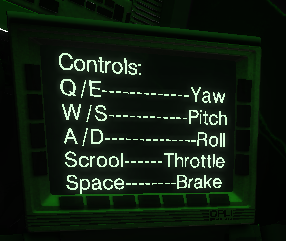 Controls:
Q/E------------Yaw
W/S-----------Pitch
A/D-------------Roll
Scrool------Throttle
Space--------Brake